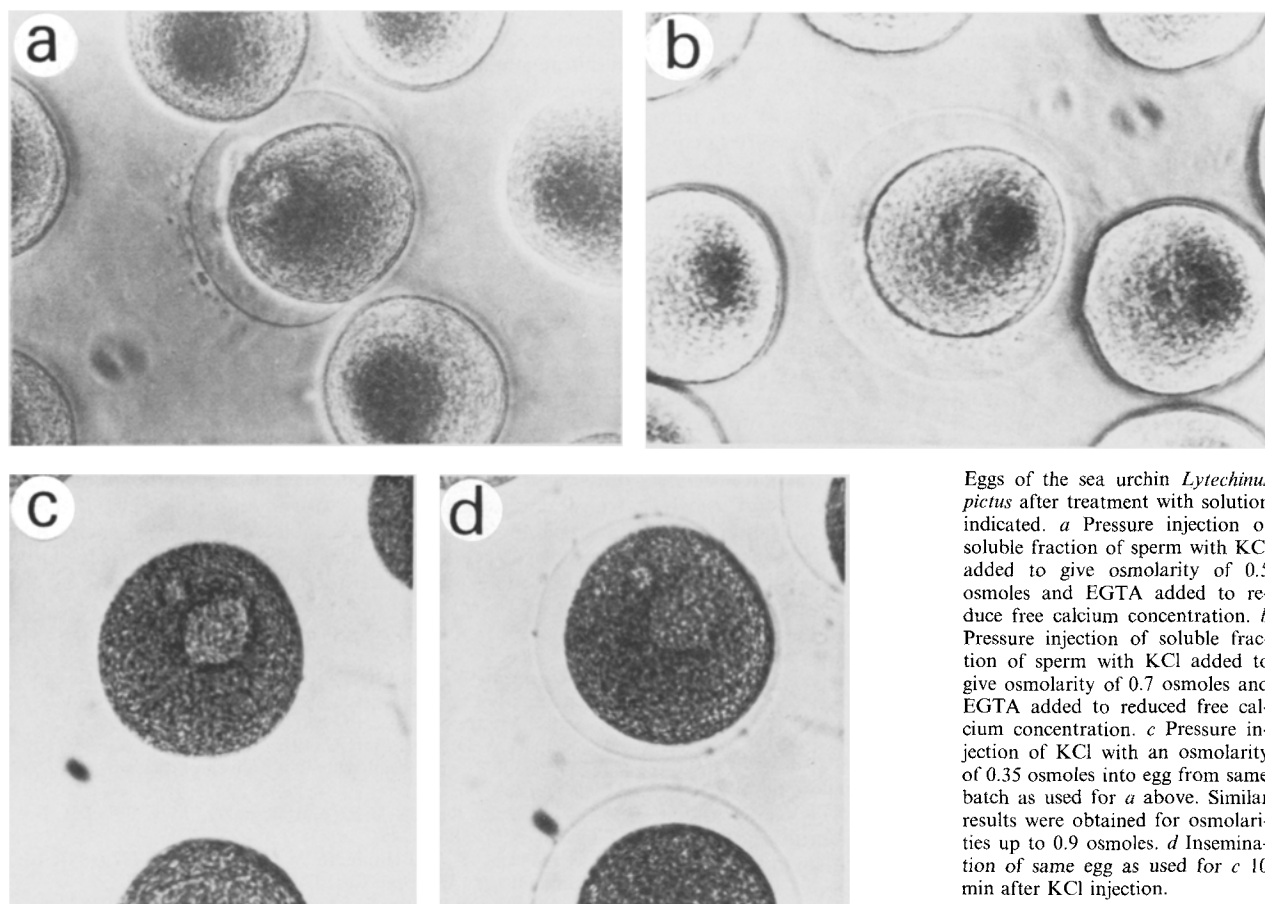 a
b
c
d
Eggs of the sea urchin Lytechinu
pictus after treatment with solution
indicated. a Pressure injection o
soluble fraction of sperm with KC
added to give osmolarity of 0.5
osmoles and EGTA added to re-
duce free calcium concentration.
Pressure injection of soluble frac-
tion of sperm with KCl added to
give osmolarity of 0.7 osmoles and
EGTA added to reduced free cal-
cium concentration. c Pressure in-
jection of KCl with an osmolarity
of 0.35 osmoles into egg from same
batch as used for a above. Similar
results were obtained for osmolari-
ties up to 0.9 osmoles. d Insemina-
tion of same egg as used for c 10
min after KCl injection.